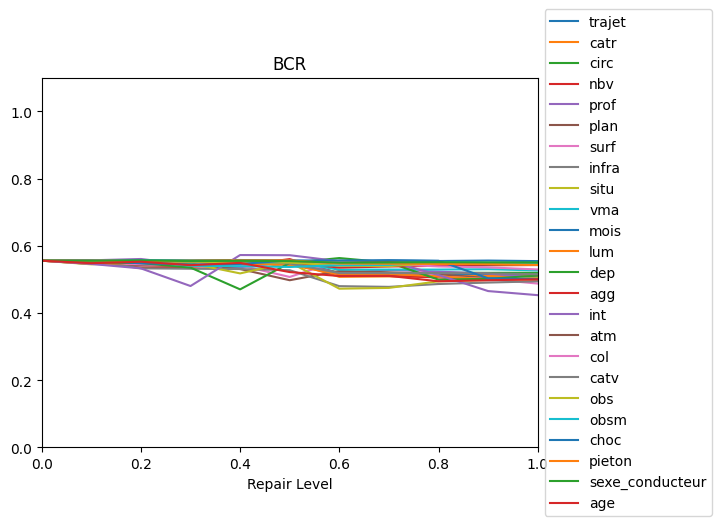 BCR
1.0
0.8
0.6
0.4
0.2
0.0
0.0 0.2 0.4 0.6 0.8 1.0
Repair Level
trajet
catr
circ
nbv
prof
plan
surf
infra
situ
vma
mois
lum
dep
agg
int
atm
col
catv
obs
obsm
choc
pieton
sexe_conducteur
age